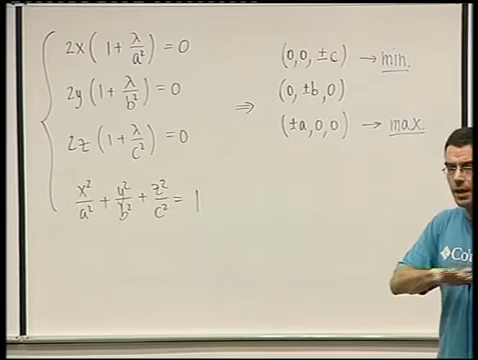 2x(1 + λ/a²) = 0
2y(1 + λ/b²) = 0
2z(1 + λ/c²) = 0
x²/a² + y²/b² + z²/c² = 1
⇒
(0, 0, ±c) → min.
(0, ±b, 0)
(±a, 0, 0) → max.